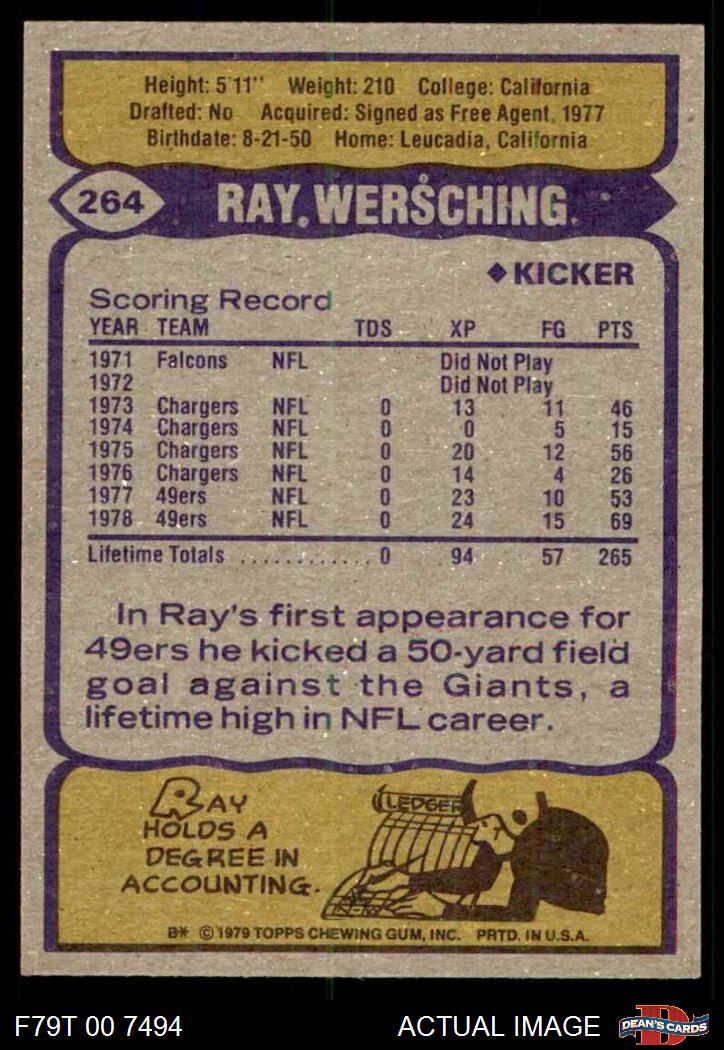 Height: 5'11" Weight: 210 College: California
Drafted: No Acquired: Signed as Free Agent, 1977
Birthdate: 8-21-50 Home: Leucadia, California
264 RAY WERSCHING
◆ KICKER
Scoring Record
YEAR TEAM TDS XP FG PTS
1971 Falcons NFL Did Not Play
1972 Did Not Play
1973 Chargers NFL 0 13 11 46
1974 Chargers NFL 0 0 5 15
1975 Chargers NFL 0 20 12 56
1976 Chargers NFL 0 14 4 26
1977 49ers NFL 0 23 10 53
1978 49ers NFL 0 24 15 69
Lifetime Totals ............ 0 94 57 265
In Ray's first appearance for
49ers he kicked a 50-yard field
goal against the Giants, a
lifetime high in NFL career.
RAY
HOLDS A
DEGREE IN
ACCOUNTING.
LEDGER
B* © 1979 TOPPS CHEWING GUM, INC. PRTD. IN U.S.A.
F79T 00 7494 ACTUAL IMAGE
D
DEAN'S CARDS